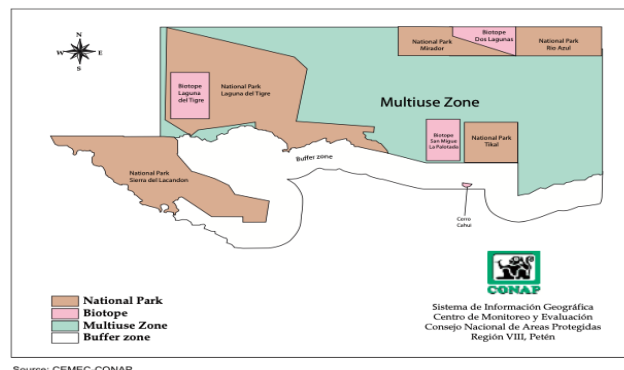 N
W
E
S
National Park
Mirador
Biotope
Dos Lagunas
National Park
Rio Azul
Biotope
Laguna
del Tigre
National Park
Laguna del Tigre
Multiuse Zone
Biotope
San Migue
La Palotada
National Park
Tikal
Buffer zone
National Park
Sierra del Lacandon
Cerro
Cahui
CONAP
National Park
Biotope
Multiuse Zone
Buffer zone
Sistema de Información Geográfica
Centro de Monitoreo y Evaluación
Consejo Nacional de Areas Protegidas
Región VIII, Petén
Source: CEMEC-CONAP